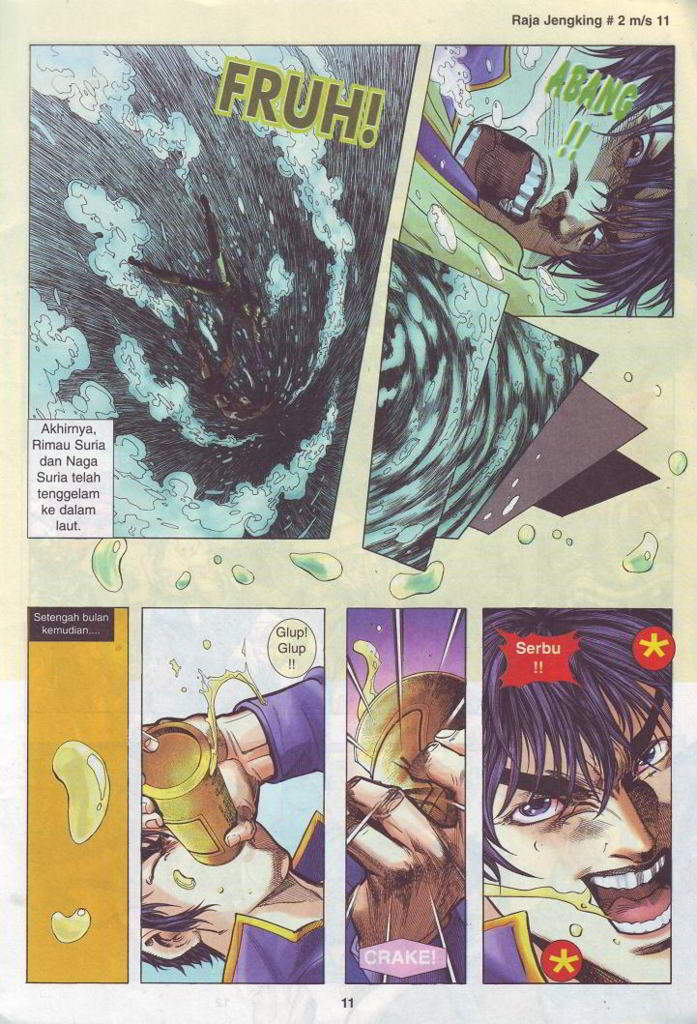 Raja Jengking # 2 m/s 11
FRUH!
ABANG
!!
Akhirnya,
Rimau Suria
dan Naga
Suria telah
tenggelam
ke dalam
laut.
Setengah bulan
kemudian....
Glup!
Glup
!!
CRAKE!
Serbu
!!
11